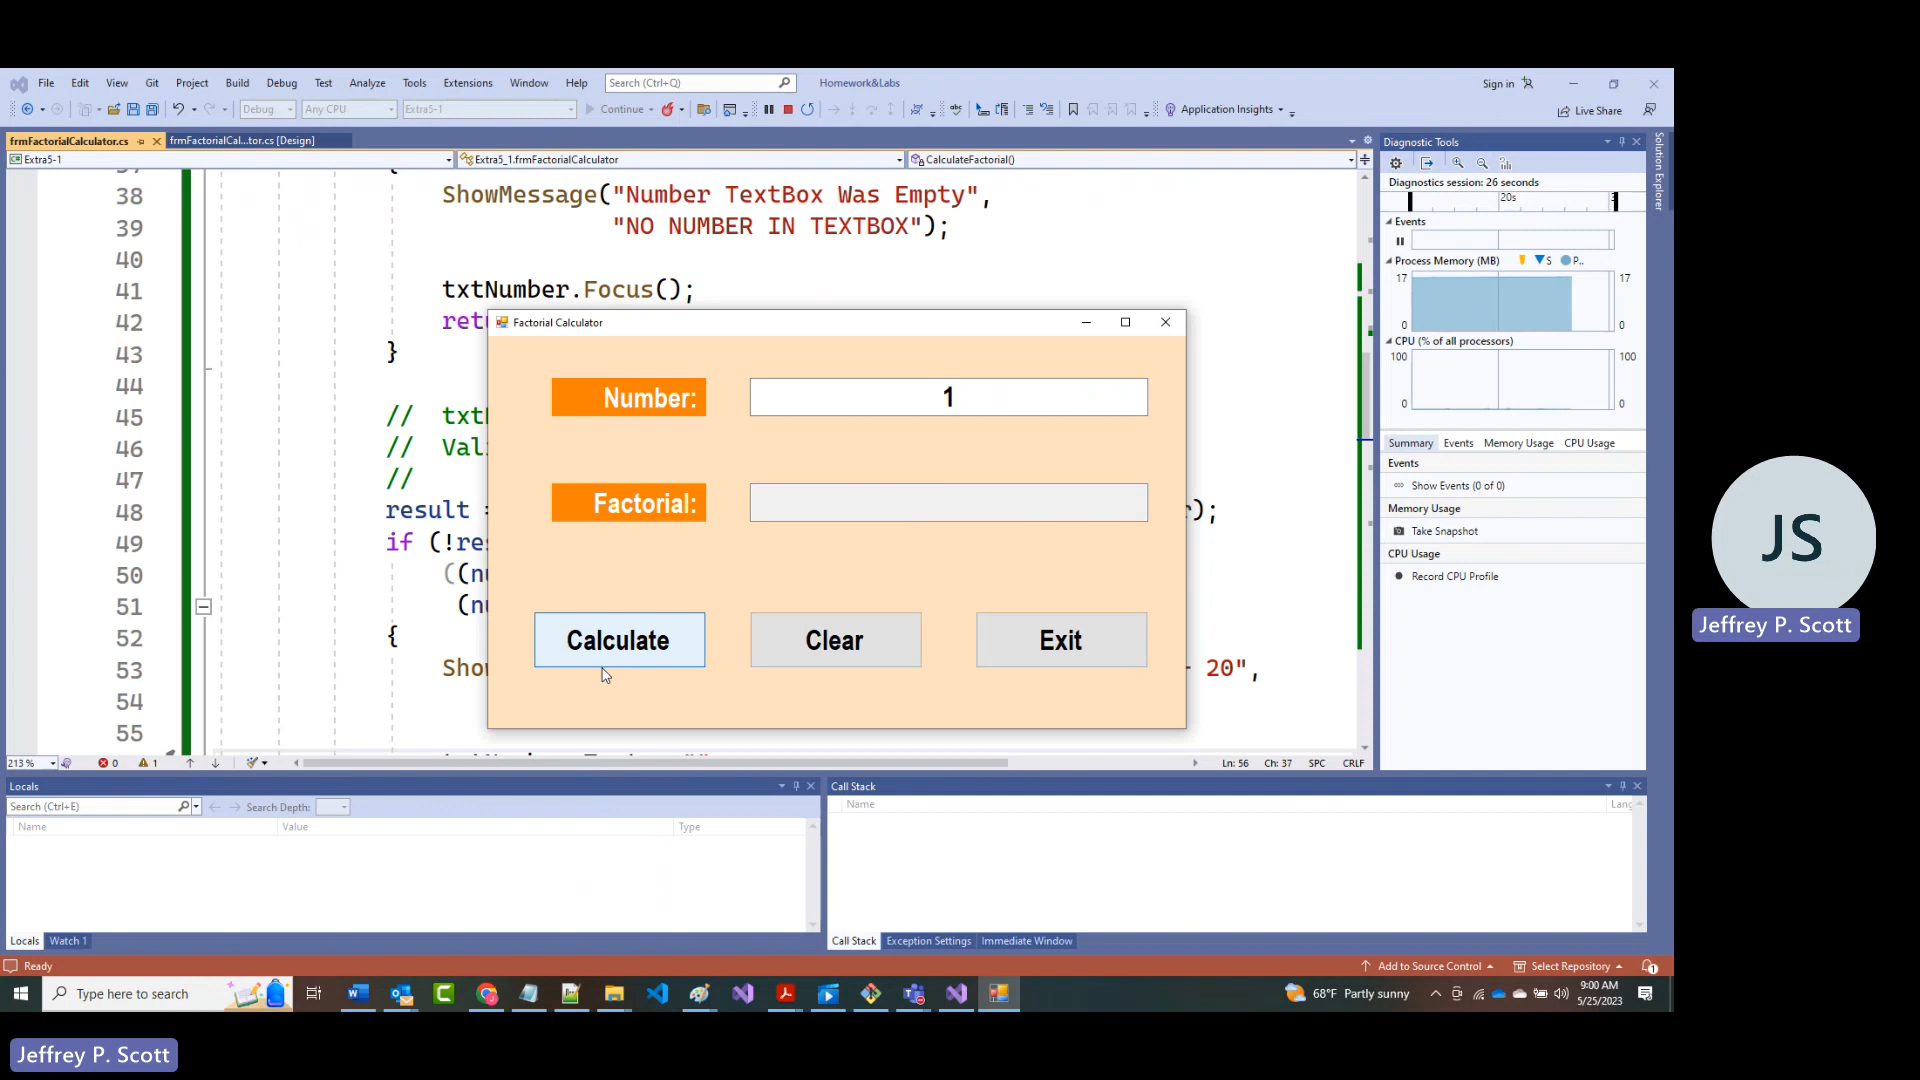 File Edit View Git Project Build Debug Test Analyze Tools Extensions Window Help Search (Ctrl+Q) Homework&Labs Sign in
Debug Any CPU Extra5-1 Continue Application Insights Live Share
frmFactorialCalculator.cs frmFactorialCal...tor.cs [Design]
Extra5-1 Extra5_1.frmFactorialCalculator CalculateFactorial()
38 ShowMessage("Number TextBox Was Empty",
39 "NO NUMBER IN TEXTBOX");
40
41 txtNumber.Focus();
42
43 }
44
45 //
46 //
47 //
48 result );
49 if
50
51
52 {
53 20",
54
55
213 % 0 1 Ln: 56 Ch: 37 SPC CRLF
Factorial Calculator
Number: 1
Factorial:
Calculate Clear Exit
Diagnostic Tools
Diagnostics session: 26 seconds
20s
Events
Process Memory (MB) S P..
17 17
0 0
CPU (% of all processors)
100 100
0 0
Summary Events Memory Usage CPU Usage
Events
Show Events (0 of 0)
Memory Usage
Take Snapshot
CPU Usage
Record CPU Profile
Solution Explorer
Locals
Search (Ctrl+E) Search Depth:
Name Value Type
Locals Watch 1
Call Stack
Name Lang
Call Stack Exception Settings Immediate Window
Ready Add to Source Control Select Repository 1
Type here to search 68°F Partly sunny 9:00 AM
5/25/2023
JS
Jeffrey P. Scott
Jeffrey P. Scott